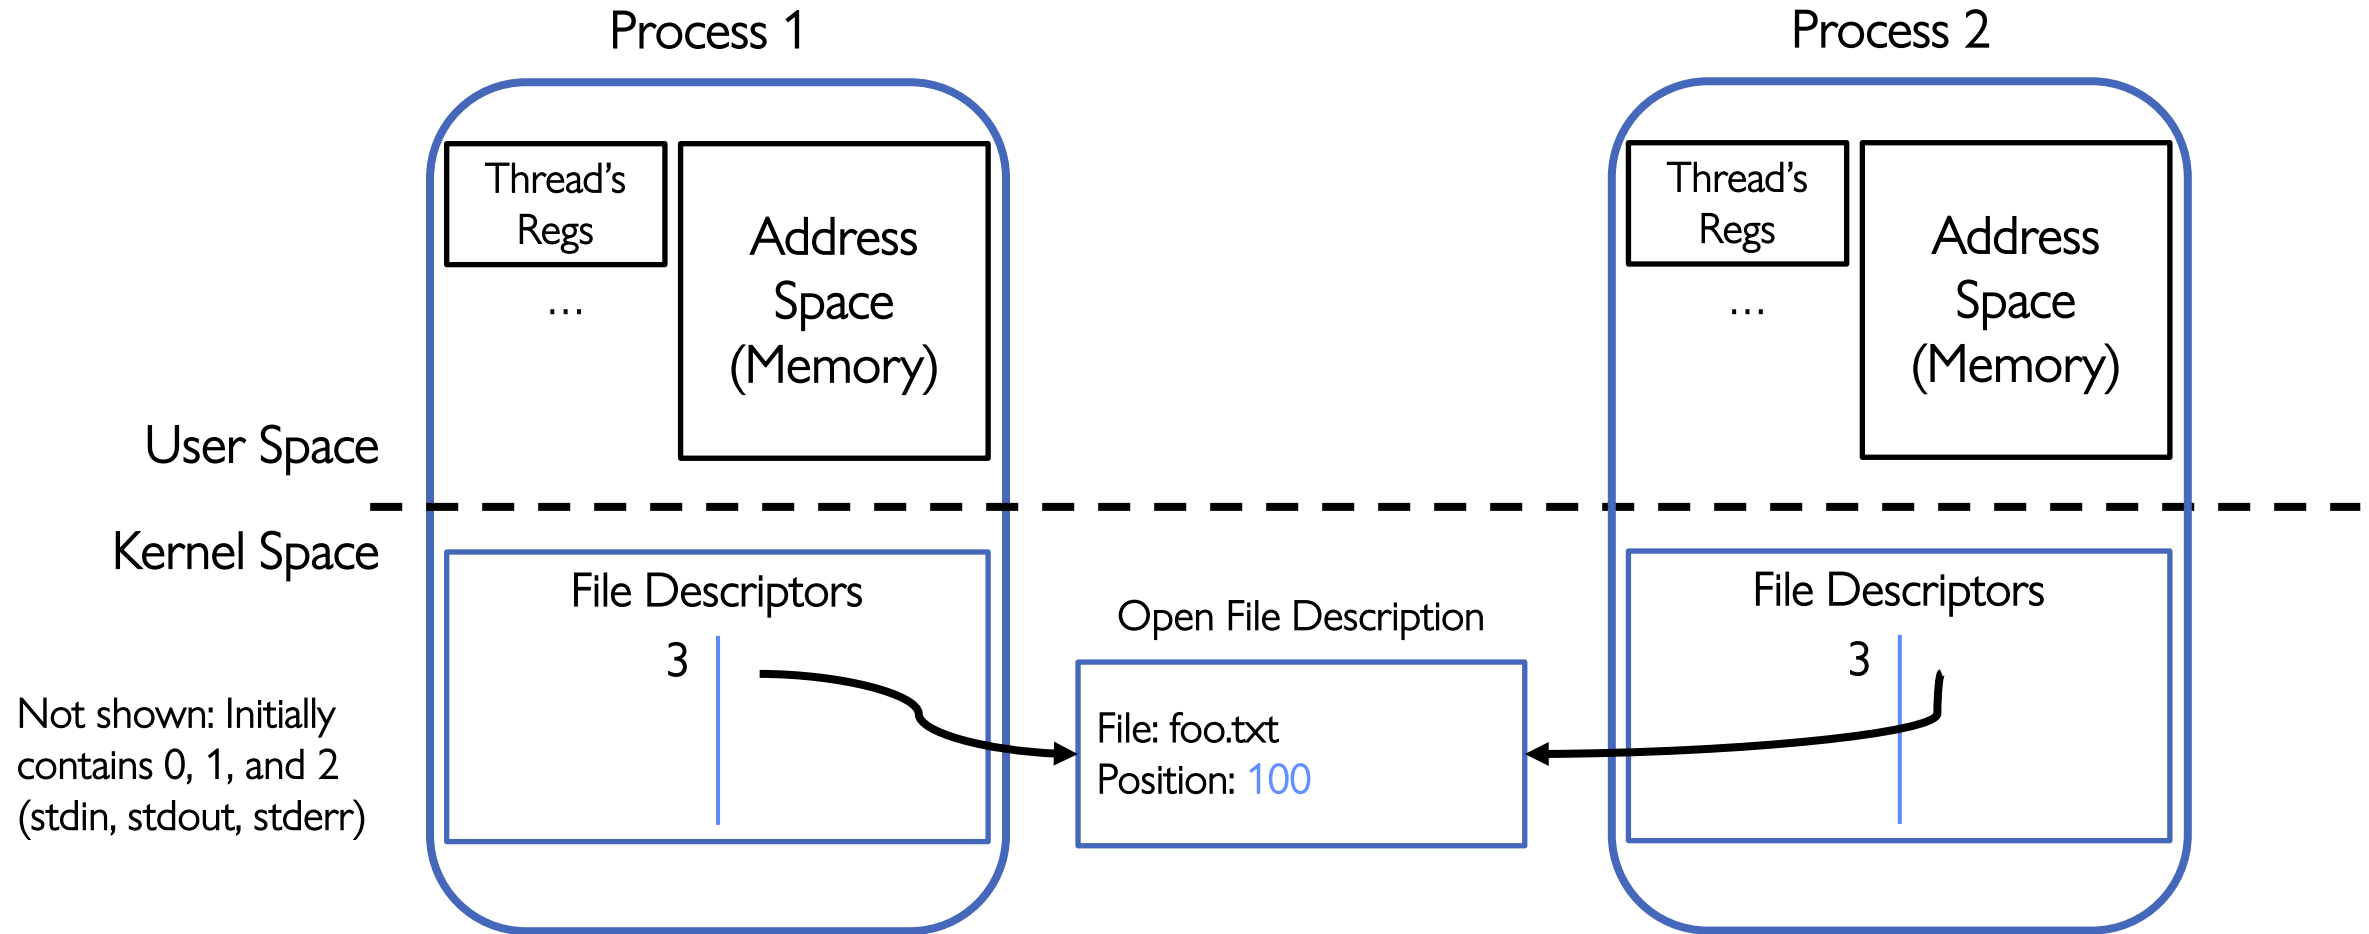 Process 1
Process 2
Thread’s
Regs
...
Address
Space
(Memory)
Thread’s
Regs
...
Address
Space
(Memory)
User Space
Kernel Space
File Descriptors
3
Open File Description
File: foo.txt
Position: 100
File Descriptors
3
Not shown: Initially
contains 0, 1, and 2
(stdin, stdout, stderr)